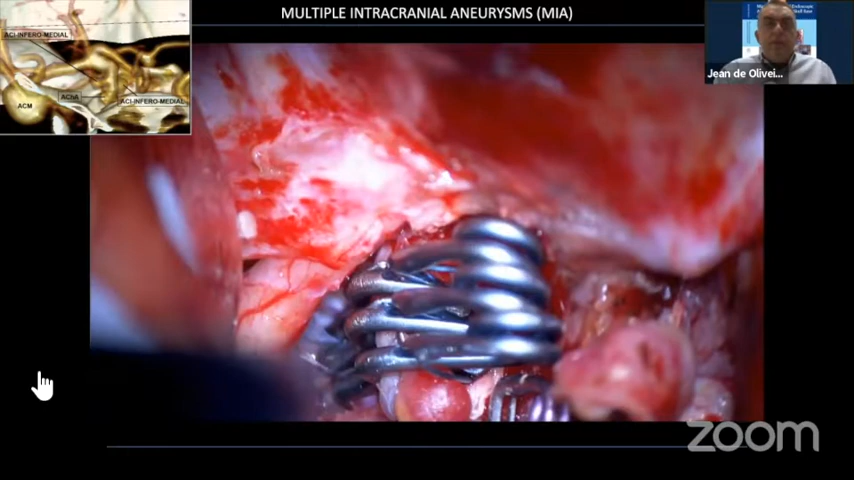 MULTIPLE INTRACRANIAL ANEURYSMS (MIA)
ACI-INFERO-MEDIAL
AChA
ACI-INFERO-MEDIAL
ACM
Jean de Olivei...
zoom